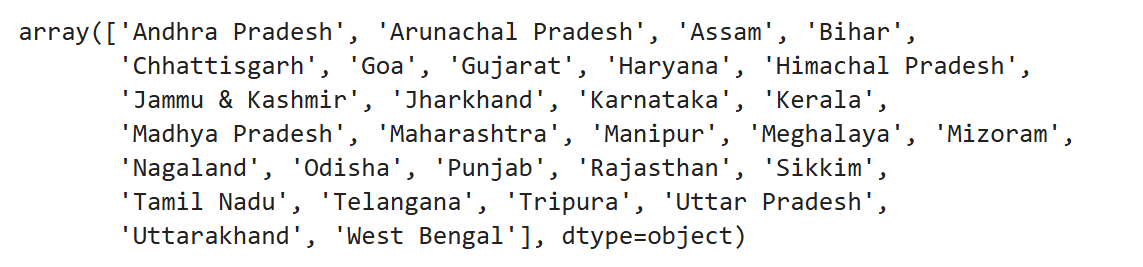 array(['Andhra Pradesh', 'Arunachal Pradesh', 'Assam', 'Bihar',
'Chhattisgarh', 'Goa', 'Gujarat', 'Haryana', 'Himachal Pradesh',
'Jammu & Kashmir', 'Jharkhand', 'Karnataka', 'Kerala',
'Madhya Pradesh', 'Maharashtra', 'Manipur', 'Meghalaya', 'Mizoram',
'Nagaland', 'Odisha', 'Punjab', 'Rajasthan', 'Sikkim',
'Tamil Nadu', 'Telangana', 'Tripura', 'Uttar Pradesh',
'Uttarakhand', 'West Bengal'], dtype=object)